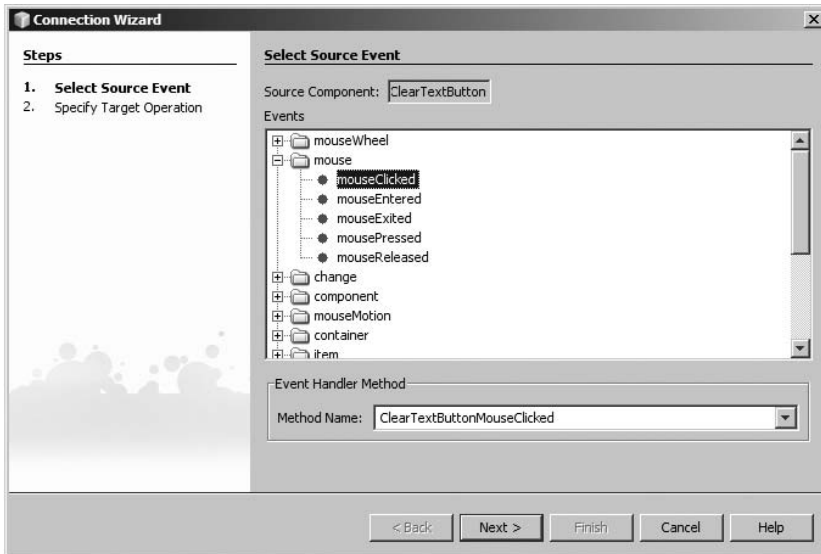 Connection Wizard
Steps
1. Select Source Event
2. Specify Target Operation
Select Source Event
Source Component: ClearTextButton
Events
mouseWheel
mouse
mouseClicked
mouseEntered
mouseExited
mousePressed
mouseReleased
change
component
mouseMotion
container
item
Event Handler Method
Method Name: ClearTextButtonMouseClicked
< Back Next > Finish Cancel Help